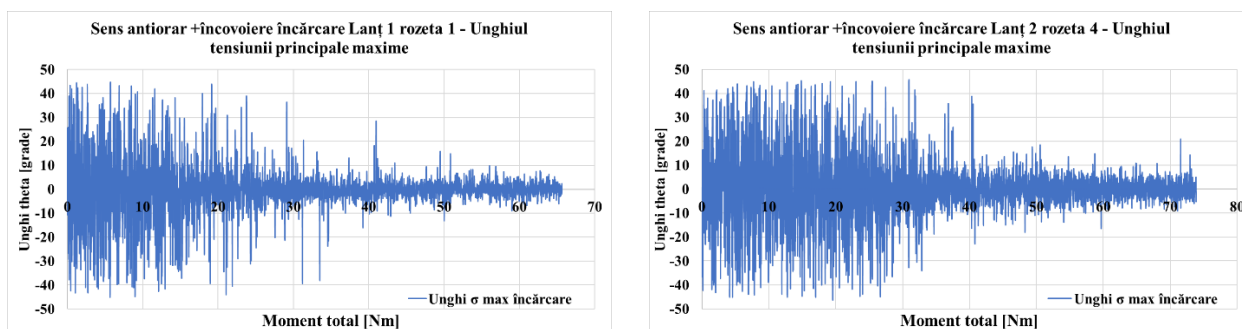 Sens antiorar +încovoiere încărcare Lanț 1 rozeta 1 - Unghiul
tensiunii principale maxime
Unghi theta [grade]
50
40
30
20
10
0
-10
-20
-30
-40
-50
0 10 20 30 40 50 60 70
Unghi σ max încărcare
Moment total [Nm]
Sens antiorar +încovoiere încărcare Lanț 2 rozeta 4 - Unghiul
tensiunii principale maxime
Unghi theta [grade]
50
40
30
20
10
0
-10
-20
-30
-40
-50
0 10 20 30 40 50 60 70 80
Unghi σ max încărcare
Moment total [Nm]